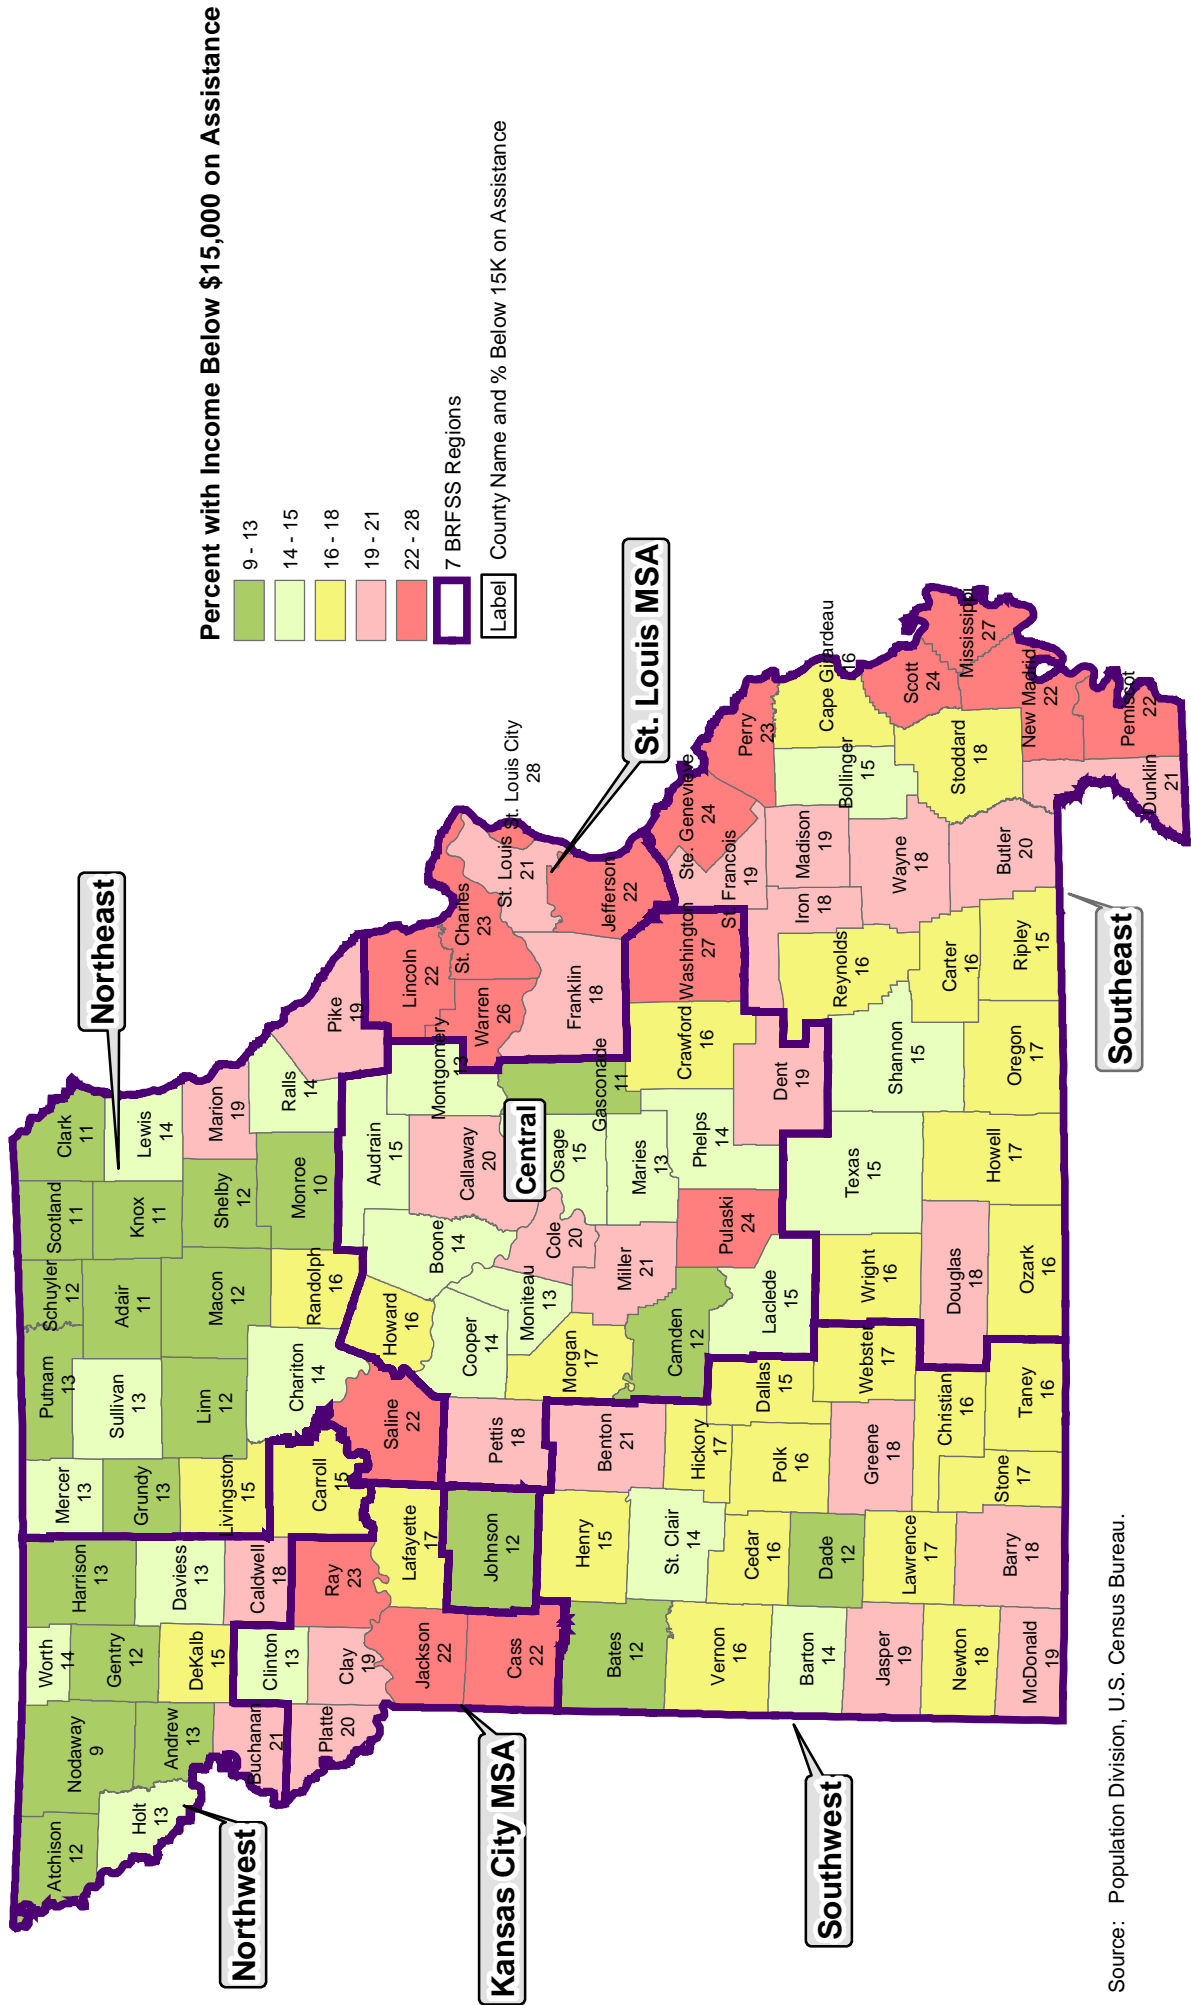 Percent with Income Below $15,000 on Assistance
9 - 13
14 - 15
16 - 18
19 - 21
22 - 28
7 BRFSS Regions
Label
County Name and % Below 15K on Assistance
Northwest
Northeast
Kansas City MSA
Central
St. Louis MSA
Southwest
Southeast
Atchison
12
Nodaway
9
Worth
14
Harrison
13
Mercer
13
Putnam
13
Schuyler
12
Scotland
11
Clark
11
Holt
13
Andrew
13
Gentry
12
DeKalb
15
Daviess
13
Grundy
13
Sullivan
13
Adair
11
Knox
11
Lewis
14
Buchanan
21
Clinton
13
Caldwell
18
Livingston
15
Linn
12
Macon
12
Shelby
12
Marion
19
Platte
20
Clay
19
Ray
23
Carroll
15
Chariton
14
Randolph
16
Monroe
10
Ralls
14
Pike
19
Jackson
22
Lafayette
17
Saline
22
Howard
16
Boone
14
Audrain
15
Callaway
20
Montgomery
13
Lincoln
22
Warren
26
St. Charles
23
St. Louis
21
St. Louis City
28
Cass
22
Johnson
12
Pettis
18
Cooper
14
Moniteau
13
Cole
20
Osage
15
Gasconade
11
Franklin
18
Jefferson
22
Bates
12
Henry
15
Benton
21
Morgan
17
Miller
21
Maries
13
Camden
12
Pulaski
24
Phelps
14
Crawford
16
Washington
27
Ste. Genevieve
24
St. Francois
19
Perry
23
Vernon
16
St. Clair
14
Hickory
17
Dallas
15
Laclede
15
Dent
19
Iron
18
Madison
19
Bollinger
15
Cape Girardeau
16
Barton
14
Cedar
16
Polk
16
Webster
17
Wright
16
Texas
15
Shannon
15
Reynolds
16
Wayne
18
Stoddard
18
Scott
24
Mississippi
27
Jasper
19
Dade
12
Greene
18
Lawrence
17
Christian
16
Douglas
18
Howell
17
Carter
16
Butler
20
New Madrid
22
Newton
18
McDonald
19
Barry
18
Stone
17
Taney
16
Ozark
16
Oregon
17
Ripley
15
Dunklin
21
Pemiscot
22
Source: Population Division, U.S. Census Bureau.